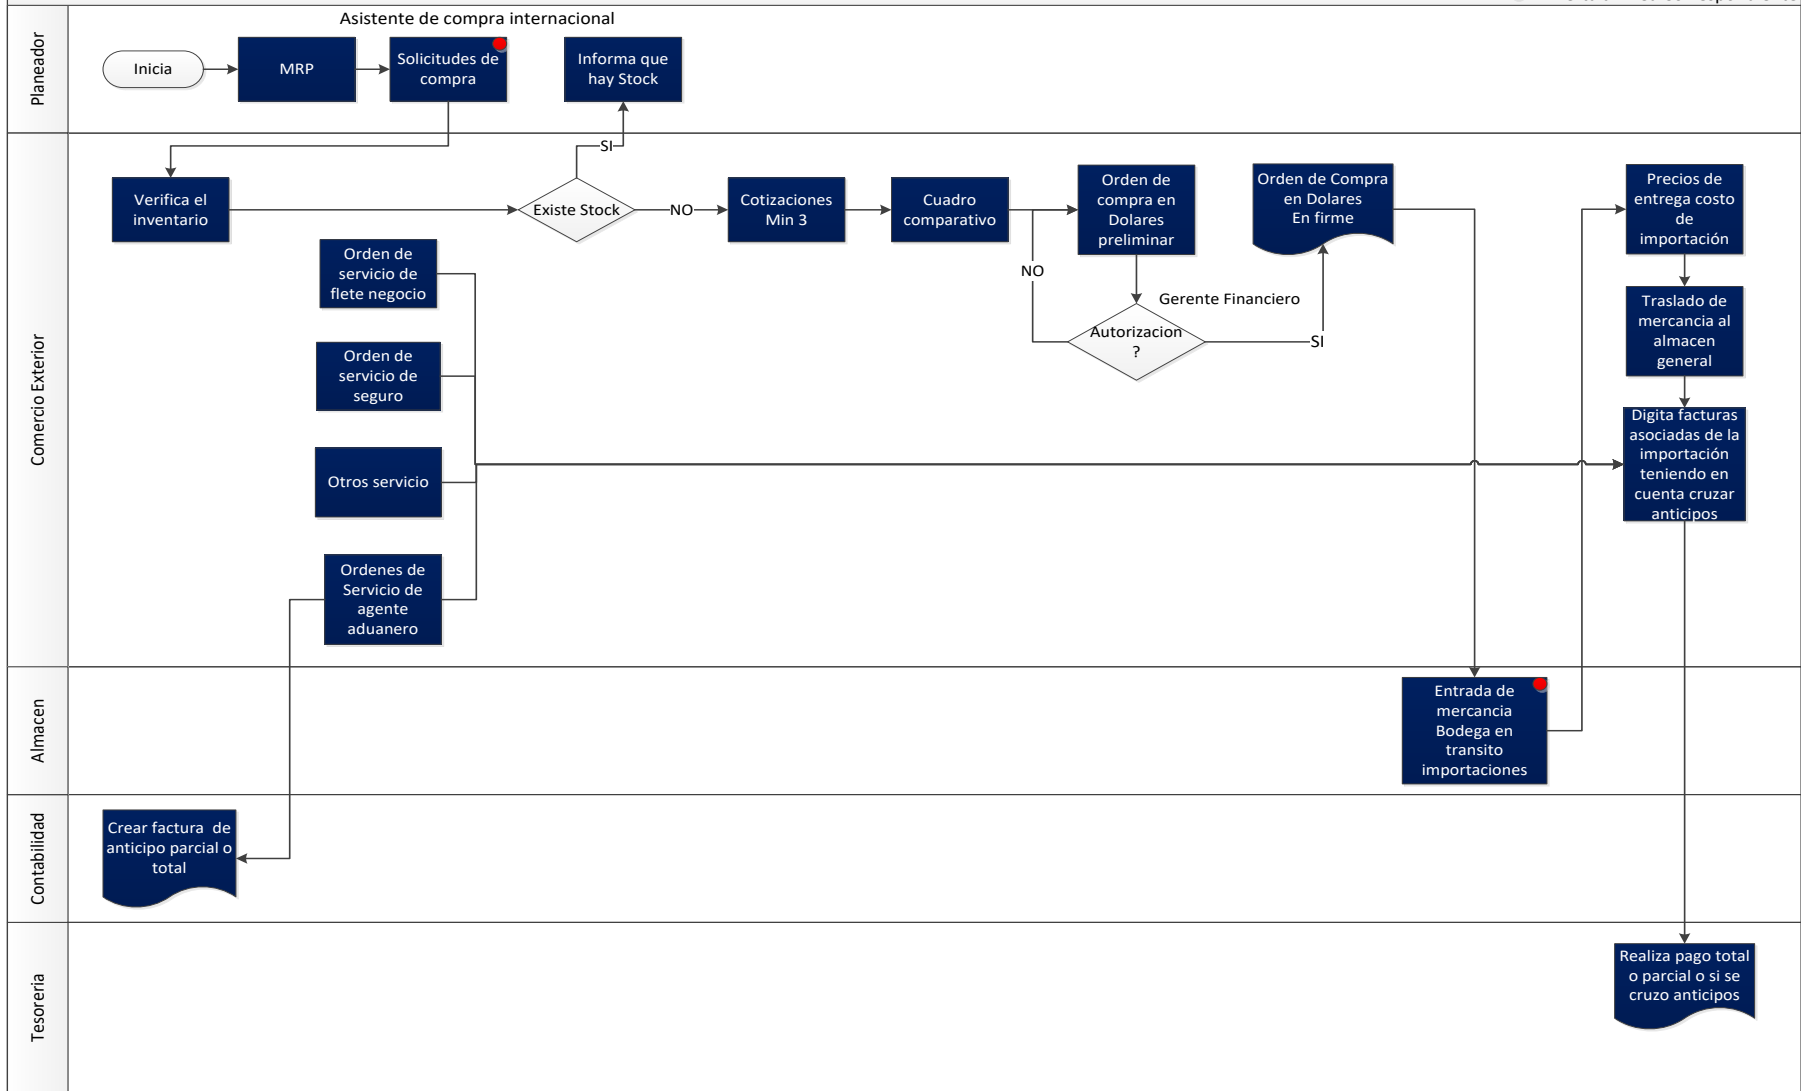 Asistente de compra internacional
Planeador
Inicia
MRP
Solicitudes de
compra
Informa que
hay Stock
SI
Comercio Exterior
Verifica el
inventario
Existe Stock
NO
Cotizaciones
Min 3
Cuadro
comparativo
Orden de
compra en
Dolares
preliminar
Orden de Compra
en Dolares
En firme
Precios de
entrega costo
de
importación
Orden de
servicio de
flete negocio
NO
Gerente Financiero
Autorizacion
?
SI
Traslado de
mercancia al
almacen
general
Orden de
servicio de
seguro
Digita facturas
asociadas de la
importación
teniendo en
cuenta cruzar
anticipos
Otros servicio
Ordenes de
Servicio de
agente
aduanero
Almacen
Entrada de
mercancia
Bodega en
transito
importaciones
Contabilidad
Crear factura  de
anticipo parcial o
total
Tesoreria
Realiza pago total
o parcial o si se
cruzo anticipos